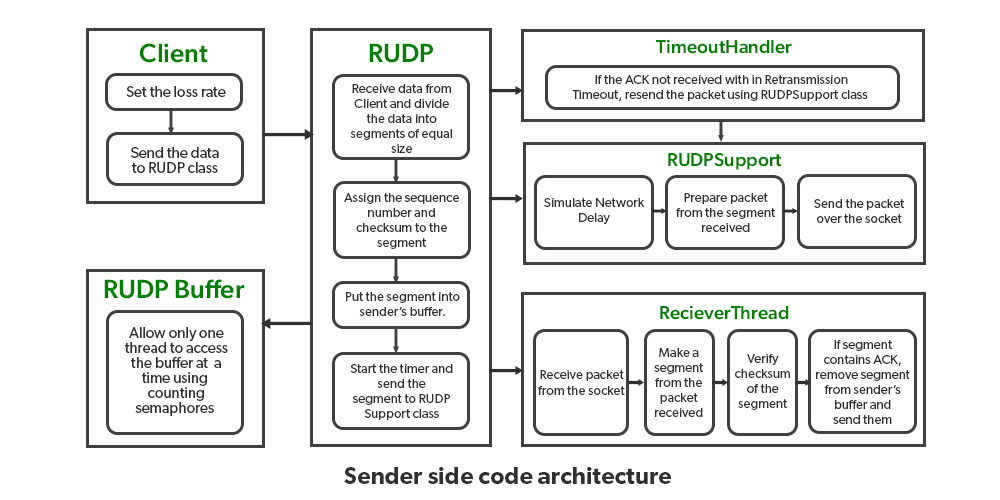 Client
Set the loss rate
Send the data
to RUDP class
RUDP Buffer
Allow only one
thread to access
the buffer at a
time using
counting
semaphores
RUDP
Receive data from
Client and divide
the data into
segments of equal
size
Assign the sequence
number and
checksum to the
segment
Put the segment into
sender's buffer.
Start the timer and
send the
segment to RUDP
Support class
TimeoutHandler
If the ACK not received with in Retransmission
Timeout, resend the packet using RUDPSupport class
RUDPSupport
Simulate Network
Delay
Prepare packet
from the segment
received
Send the packet
over the socket
RecieverThread
Receive packet
from the socket
Make a
segment
from the
packet
received
Verify
checksum
of the
segment
If segment
contains ACK,
remove segment
from sender's
buffer and
send them
Sender side code architecture